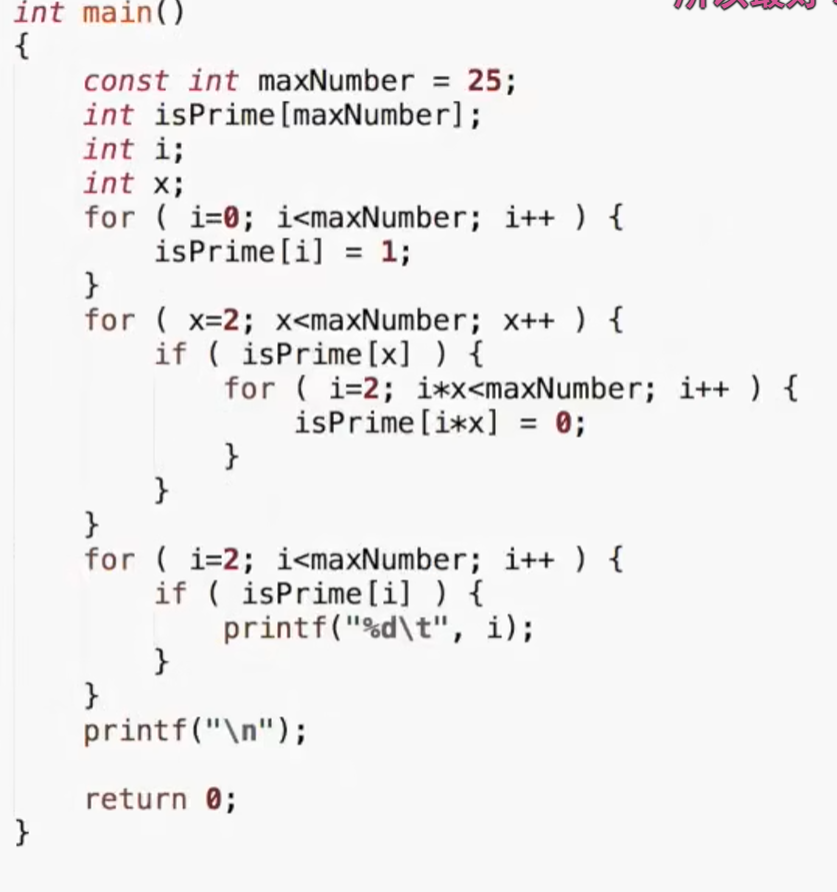 int main()
{
    const int maxNumber = 25;
    int isPrime[maxNumber];
    int i;
    int x;
    for ( i=0; i<maxNumber; i++ ) {
        isPrime[i] = 1;
    }
    for ( x=2; x<maxNumber; x++ ) {
        if ( isPrime[x] ) {
            for ( i=2; i*x<maxNumber; i++ ) {
                isPrime[i*x] = 0;
            }
        }
    }
    for ( i=2; i<maxNumber; i++ ) {
        if ( isPrime[i] ) {
            printf("%d\t", i);
        }
    }
    printf("\n");

    return 0;
}